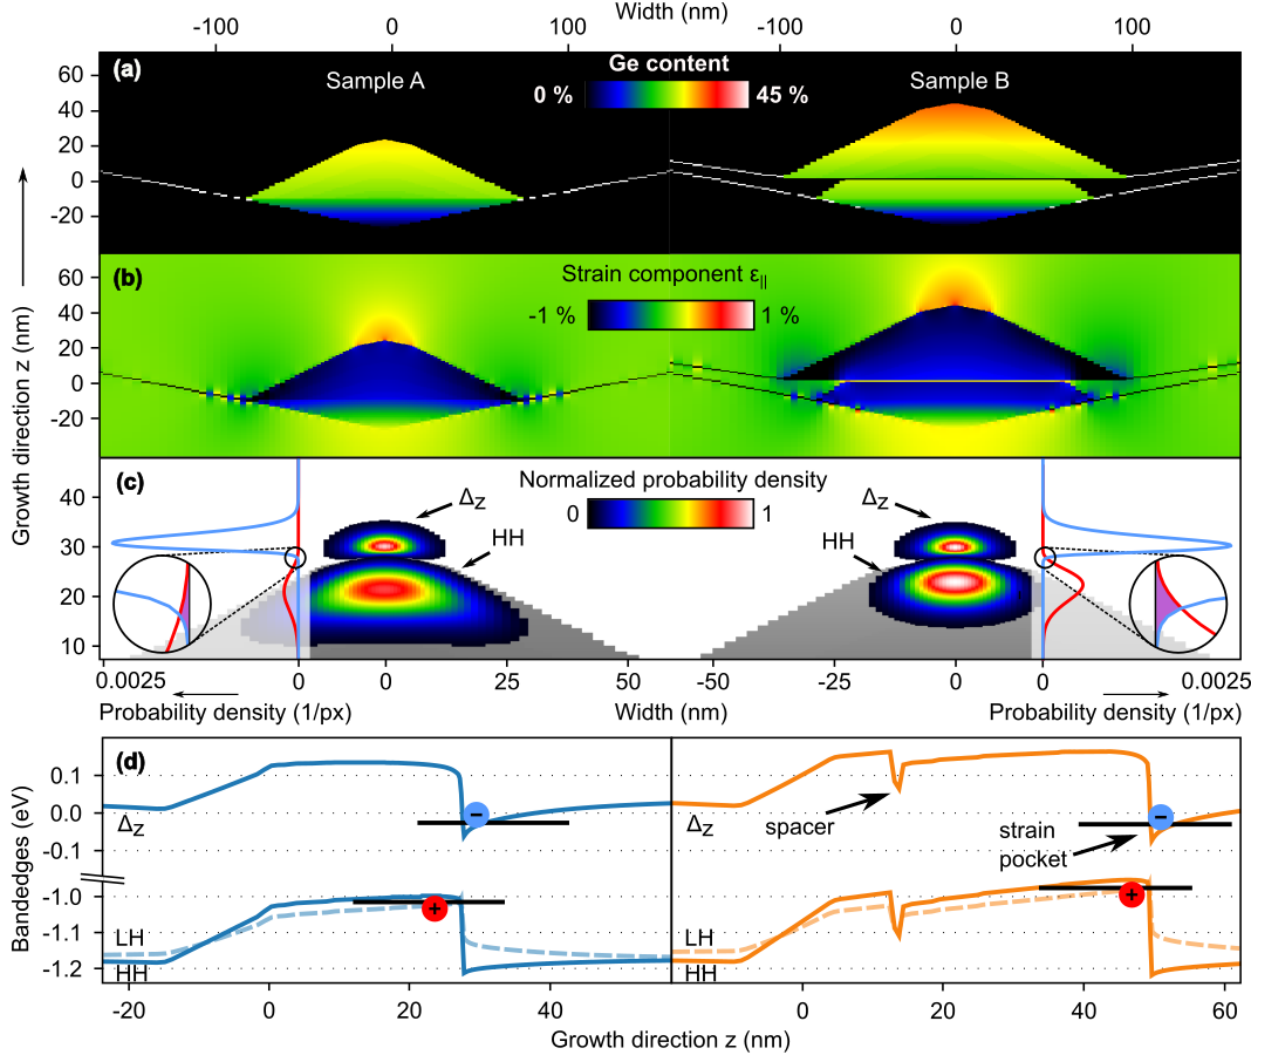 Width (nm)
-100 0 100 -100 0 100
(a) Ge content
Sample A 0 % 45 % Sample B
60
40
20
0
-20
(b) Strain component ε||
-1 % 1 %
60
40
20
0
-20
Growth direction z (nm)
(c) Normalized probability density
0 1
Δz HH
Δz HH
40
30
20
10
0.0025 0 0 25 50 -50 -25 0 0 0.0025
Probability density (1/px) Width (nm) Probability density (1/px)
(d)
0.1
0.0
-0.1
-1.0
-1.1
-1.2
Bandedges (eV)
Δz
−
+
LH
HH
Δz
spacer
strain
pocket
−
+
LH
HH
-20 0 20 40 0 20 40 60
Growth direction z (nm)